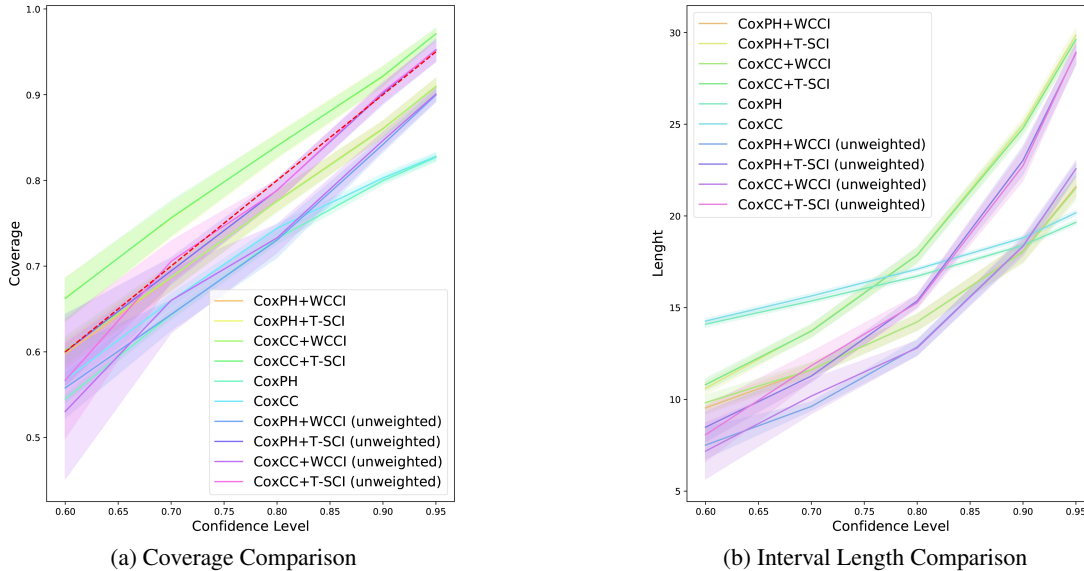 1.0
0.9
0.8
0.7
0.6
0.5
Coverage
CoxPH+WCCI
CoxPH+T-SCI
CoxCC+WCCI
CoxCC+T-SCI
CoxPH
CoxCC
CoxPH+WCCI (unweighted)
CoxPH+T-SCI (unweighted)
CoxCC+WCCI (unweighted)
CoxCC+T-SCI (unweighted)
0.60 0.65 0.70 0.75 0.80 0.85 0.90 0.95
Confidence Level
(a) Coverage Comparison
30
25
20
15
10
5
Lenght
CoxPH+WCCI
CoxPH+T-SCI
CoxCC+WCCI
CoxCC+T-SCI
CoxPH
CoxCC
CoxPH+WCCI (unweighted)
CoxPH+T-SCI (unweighted)
CoxCC+WCCI (unweighted)
CoxCC+T-SCI (unweighted)
0.60 0.65 0.70 0.75 0.80 0.85 0.90 0.95
Confidence Level
(b) Interval Length Comparison